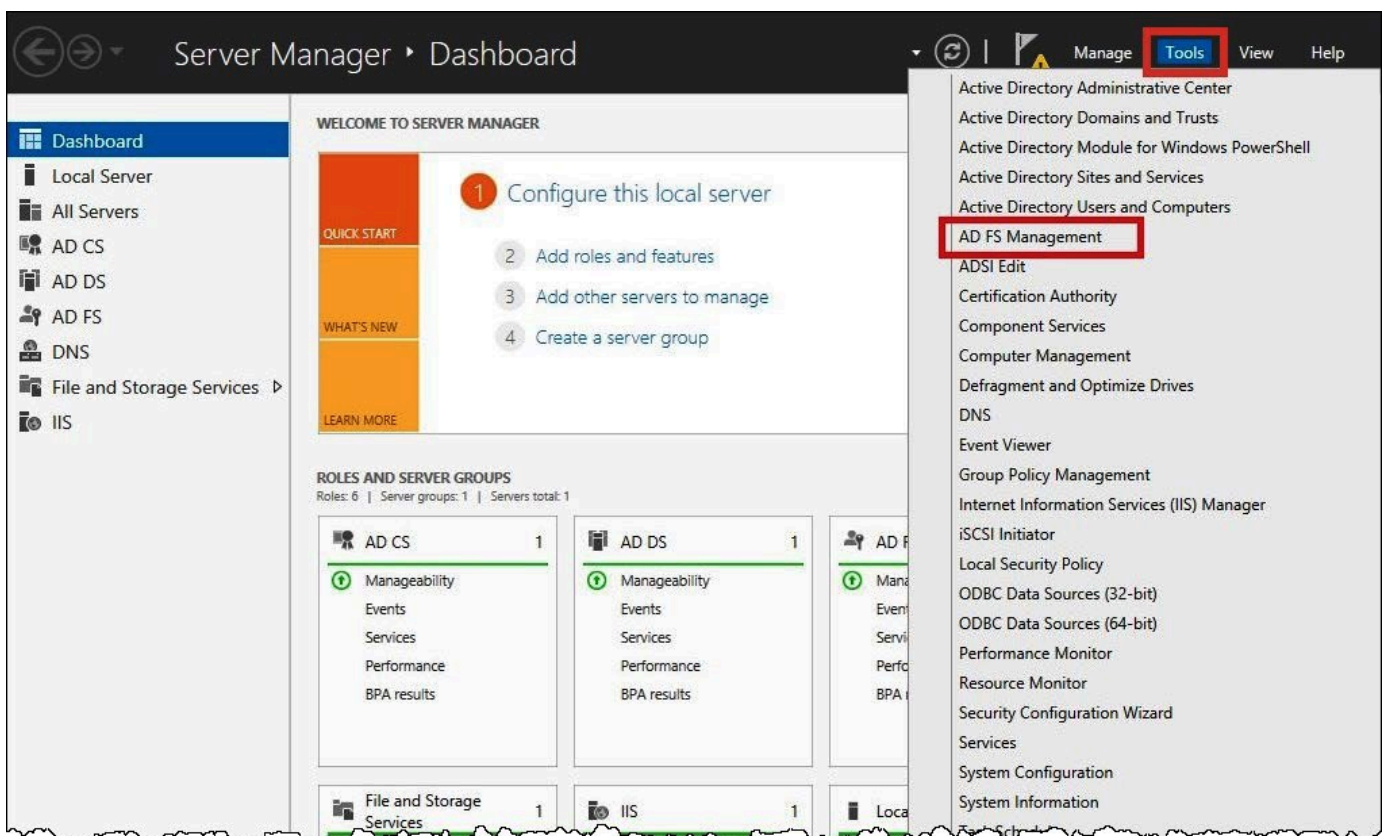 Server Manager ‣ Dashboard
Manage Tools View Help
Dashboard
Local Server
All Servers
AD CS
AD DS
AD FS
DNS
File and Storage Services
IIS
WELCOME TO SERVER MANAGER
QUICK START
WHAT'S NEW
LEARN MORE
1 Configure this local server
2 Add roles and features
3 Add other servers to manage
4 Create a server group
ROLES AND SERVER GROUPS
Roles: 6 | Server groups: 1 | Servers total: 1
AD CS 1
Manageability
Events
Services
Performance
BPA results
AD DS 1
Manageability
Events
Services
Performance
BPA results
AD
BPA
File and Storage
Services 1
IIS 1
Active Directory Administrative Center
Active Directory Domains and Trusts
Active Directory Module for Windows PowerShell
Active Directory Sites and Services
Active Directory Users and Computers
AD FS Management
ADSI Edit
Certification Authority
Component Services
Computer Management
Defragment and Optimize Drives
DNS
Event Viewer
Group Policy Management
Internet Information Services (IIS) Manager
iSCSI Initiator
Local Security Policy
ODBC Data Sources (32-bit)
ODBC Data Sources (64-bit)
Performance Monitor
Resource Monitor
Security Configuration Wizard
Services
System Configuration
System Information